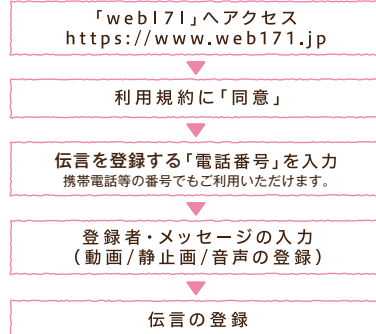 「web171」へアクセス
https://www.web171.jp
利用規約に「同意」
伝言を登録する「電話番号」を入力
携帯電話等の番号でもご利用いただけます。
登録者・メッセージの入力
（動画/静止画/音声の登録）
伝言の登録